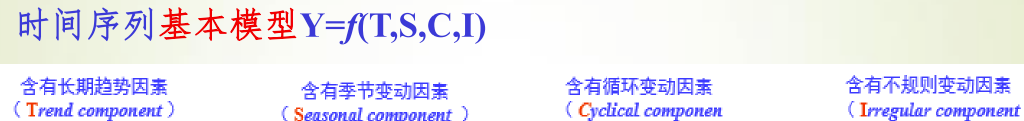 时间序列基本模型Y=f(T,S,C,I)
含有长期趋势因素
（Trend component）
含有季节变动因素
（Seasonal component ）
含有循环变动因素
（Cyclical componen
含有不规则变动因素
（Irregular component